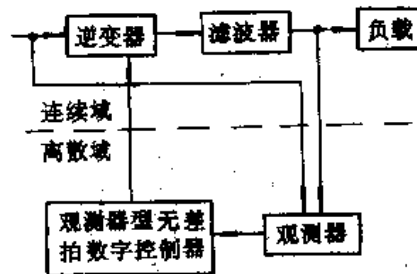 逆变器
滤波器
负载
连续域
离散域
观测器型无差
拍数字控制器
观测器